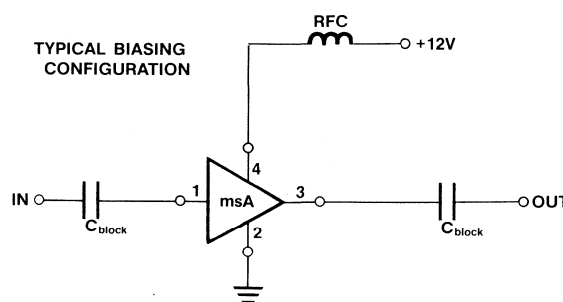 TYPICAL BIASING
CONFIGURATION
RFC
+12V
4
IN
1
msA
3
2
C block
C block
OUT